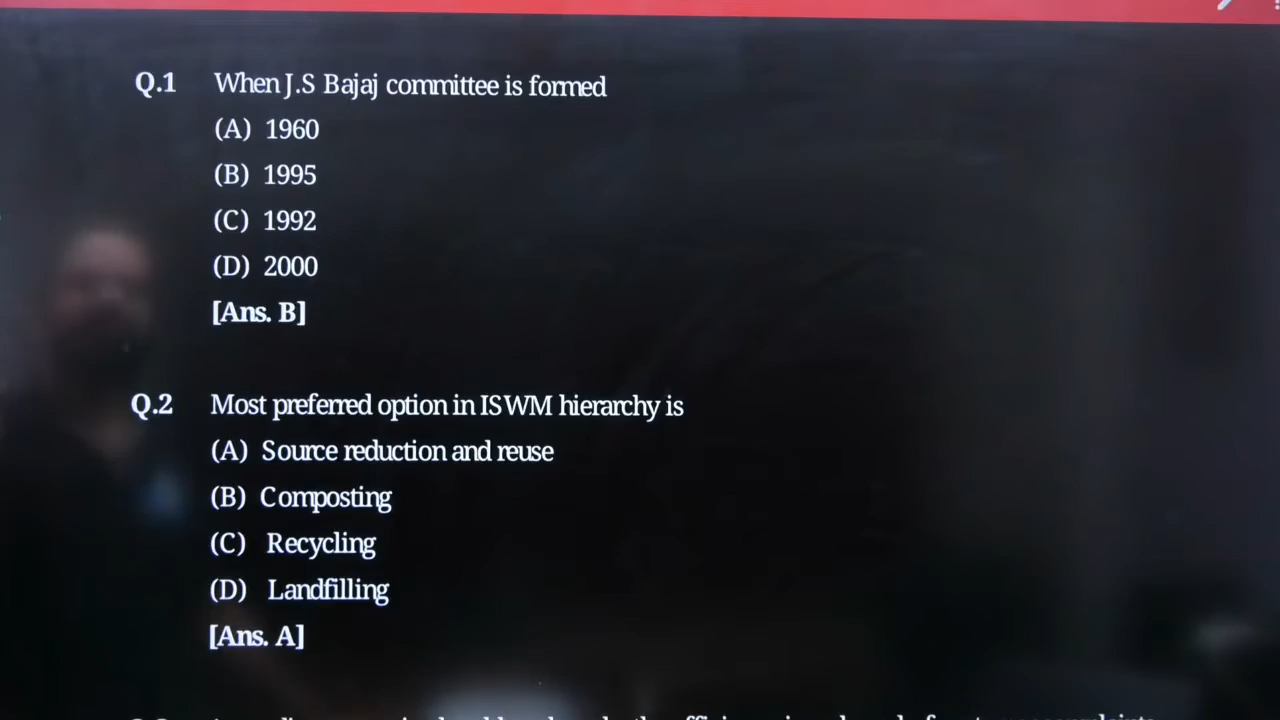 Q.1 When J.S Bajaj committee is formed
(A) 1960
(B) 1995
(C) 1992
(D) 2000
[Ans. B]
Q.2 Most preferred option in ISWM hierarchy is
(A) Source reduction and reuse
(B) Composting
(C) Recycling
(D) Landfilling
[Ans. A]